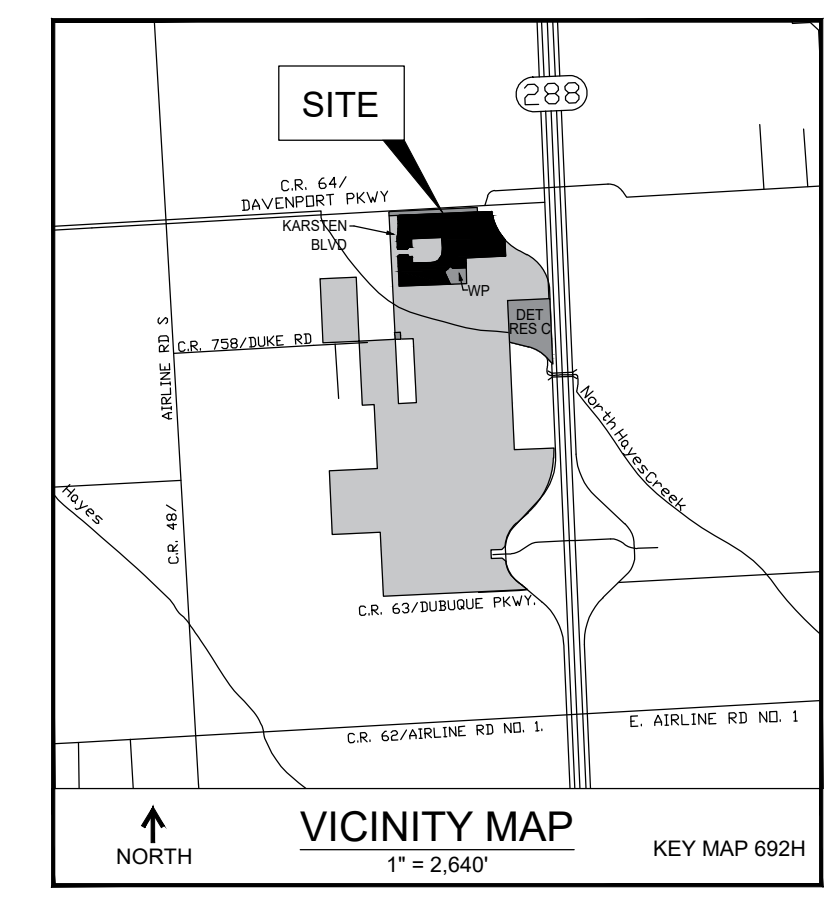 288
SITE
C.R. 64/
DAVENPORT PKWY
KARSTEN
BLVD
WP
DET
RES C
C.R. 758/DUKE RD
AIRLINE RD S
C.R. 48/
Hayes
North Hayes Creek
C.R. 63/DUBUQUE PKWY.
C.R. 62/AIRLINE RD NO. 1.
E. AIRLINE RD NO. 1
NORTH
VICINITY MAP
1" = 2,640'
KEY MAP 692H